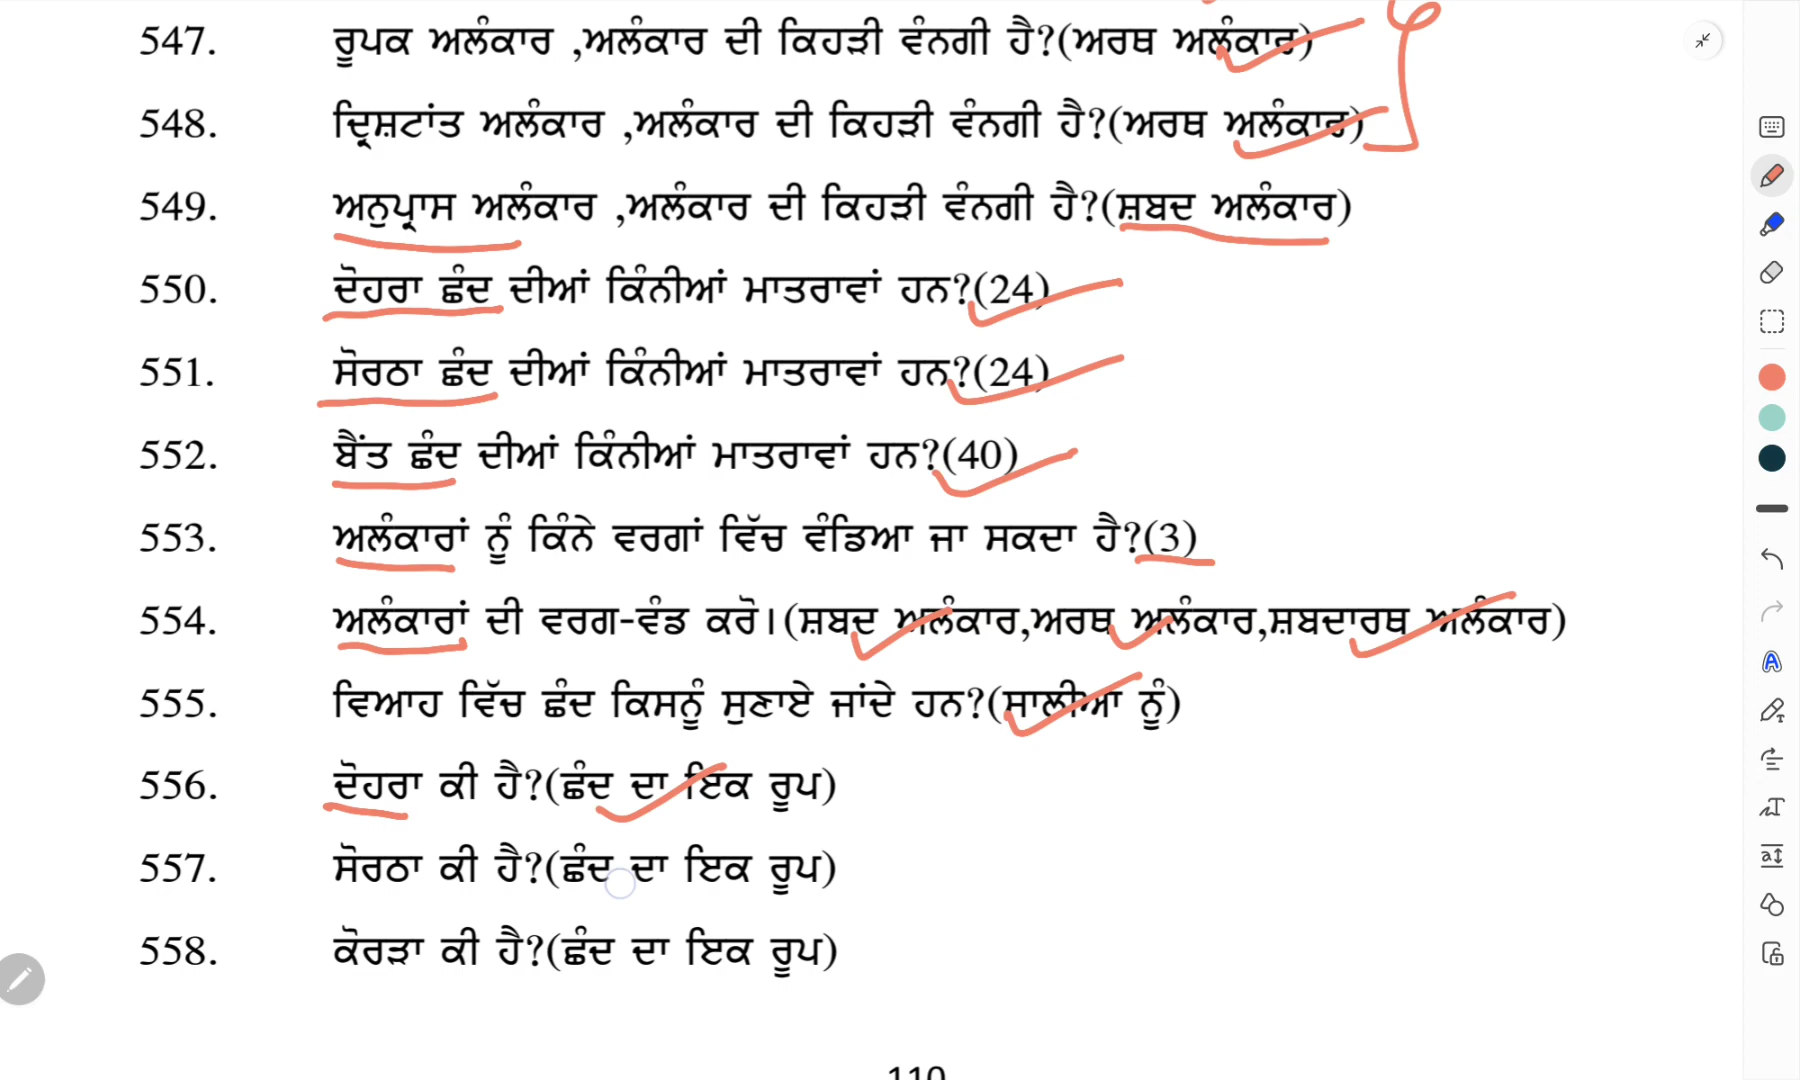 547. ਰੂਪਕ ਅਲੰਕਾਰ ,ਅਲੰਕਾਰ ਦੀ ਕਿਹੜੀ ਵੰਨਗੀ ਹੈ?(ਅਰਥ ਅਲੰਕਾਰ)
548. ਦ੍ਰਿਸ਼ਟਾਂਤ ਅਲੰਕਾਰ ,ਅਲੰਕਾਰ ਦੀ ਕਿਹੜੀ ਵੰਨਗੀ ਹੈ?(ਅਰਥ ਅਲੰਕਾਰ)
549. ਅਨੁਪ੍ਰਾਸ ਅਲੰਕਾਰ ,ਅਲੰਕਾਰ ਦੀ ਕਿਹੜੀ ਵੰਨਗੀ ਹੈ?(ਸ਼ਬਦ ਅਲੰਕਾਰ)
550. ਦੋਹਰਾ ਛੰਦ ਦੀਆਂ ਕਿੰਨੀਆਂ ਮਾਤਰਾਵਾਂ ਹਨ?(24)
551. ਸੋਰਠਾ ਛੰਦ ਦੀਆਂ ਕਿੰਨੀਆਂ ਮਾਤਰਾਵਾਂ ਹਨ?(24)
552. ਬੈਂਤ ਛੰਦ ਦੀਆਂ ਕਿੰਨੀਆਂ ਮਾਤਰਾਵਾਂ ਹਨ?(40)
553. ਅਲੰਕਾਰਾਂ ਨੂੰ ਕਿੰਨੇ ਵਰਗਾਂ ਵਿੱਚ ਵੰਡਿਆ ਜਾ ਸਕਦਾ ਹੈ?(3)
554. ਅਲੰਕਾਰਾਂ ਦੀ ਵਰਗ-ਵੰਡ ਕਰੋ।(ਸ਼ਬਦ ਅਲੰਕਾਰ,ਅਰਥ ਅਲੰਕਾਰ,ਸ਼ਬਦਾਰਥ ਅਲੰਕਾਰ)
555. ਵਿਆਹ ਵਿੱਚ ਛੰਦ ਕਿਸਨੂੰ ਸੁਣਾਏ ਜਾਂਦੇ ਹਨ?(ਸਾਲੀਆਂ ਨੂੰ)
556. ਦੋਹਰਾ ਕੀ ਹੈ?(ਛੰਦ ਦਾ ਇਕ ਰੂਪ)
557. ਸੋਰਠਾ ਕੀ ਹੈ?(ਛੰਦ ਦਾ ਇਕ ਰੂਪ)
558. ਕੋਰੜਾ ਕੀ ਹੈ?(ਛੰਦ ਦਾ ਇਕ ਰੂਪ)
110